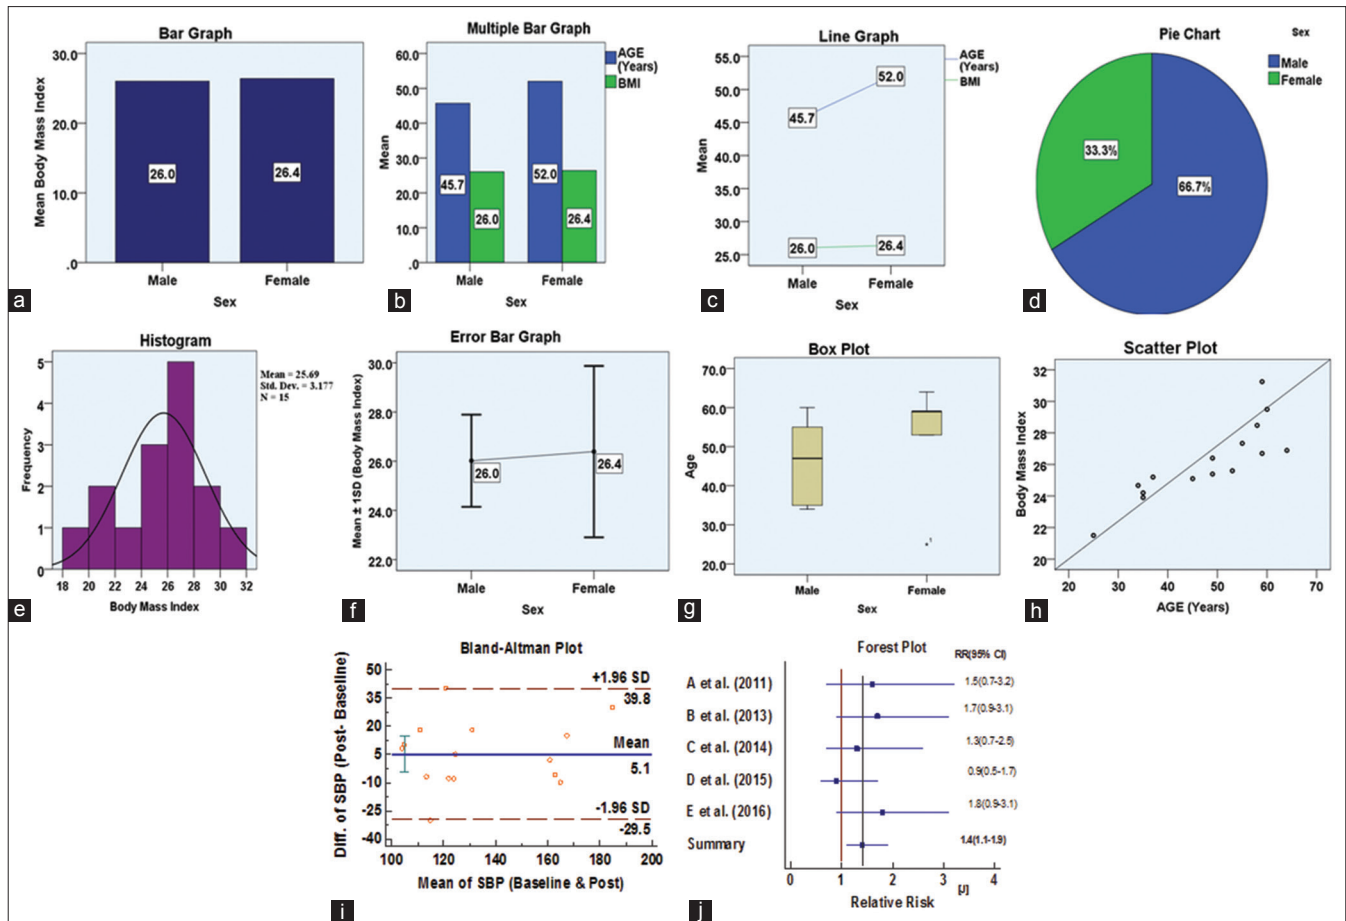 Bar Graph
Mean Body Mass Index
30.0
20.0
10.0
.0
26.0
26.4
Male
Female
Sex
a
Multiple Bar Graph
AGE
(Years)
BMI
Mean
60.0
50.0
40.0
30.0
20.0
10.0
.0
45.7
26.0
52.0
26.4
Male
Female
Sex
b
Line Graph
AGE
(Years)
BMI
Mean
55.0
50.0
45.0
40.0
35.0
30.0
25.0
45.7
52.0
26.0
26.4
Male
Female
Sex
c
Pie Chart
Sex
Male
Female
33.3%
66.7%
d
Histogram
Mean = 25.69
Std. Dev. = 3.177
N = 15
Frequency
5
4
3
2
1
0
18 20 22 24 26 28 30 32
Body Mass Index
e
Error Bar Graph
Mean ± 1SD (Body Mass Index)
30.0
28.0
26.0
24.0
22.0
26.0
26.4
Male
Female
Sex
f
Box Plot
Age
70.0
60.0
50.0
40.0
30.0
20.0
1
Male
Female
Sex
g
Scatter Plot
Body Mass Index
32
30
28
26
24
22
20
20 30 40 50 60 70
AGE (Years)
h
Bland-Altman Plot
Diff. of SBP (Post- Baseline)
50
35
20
5
-10
-25
-40
+1.96 SD
39.8
Mean
5.1
-1.96 SD
-29.5
100 120 140 160 180 200
Mean of SBP (Baseline & Post)
i
Forest Plot
RR(95% CI)
A et al. (2011) 1.5(0.7-3.2)
B et al. (2013) 1.7(0.9-3.1)
C et al. (2014) 1.3(0.7-2.5)
D et al. (2015) 0.9(0.5-1.7)
E et al. (2016) 1.8(0.9-3.1)
Summary 1.4(1.1-1.9)
0 1 2 3 4
Relative Risk
[J]
j